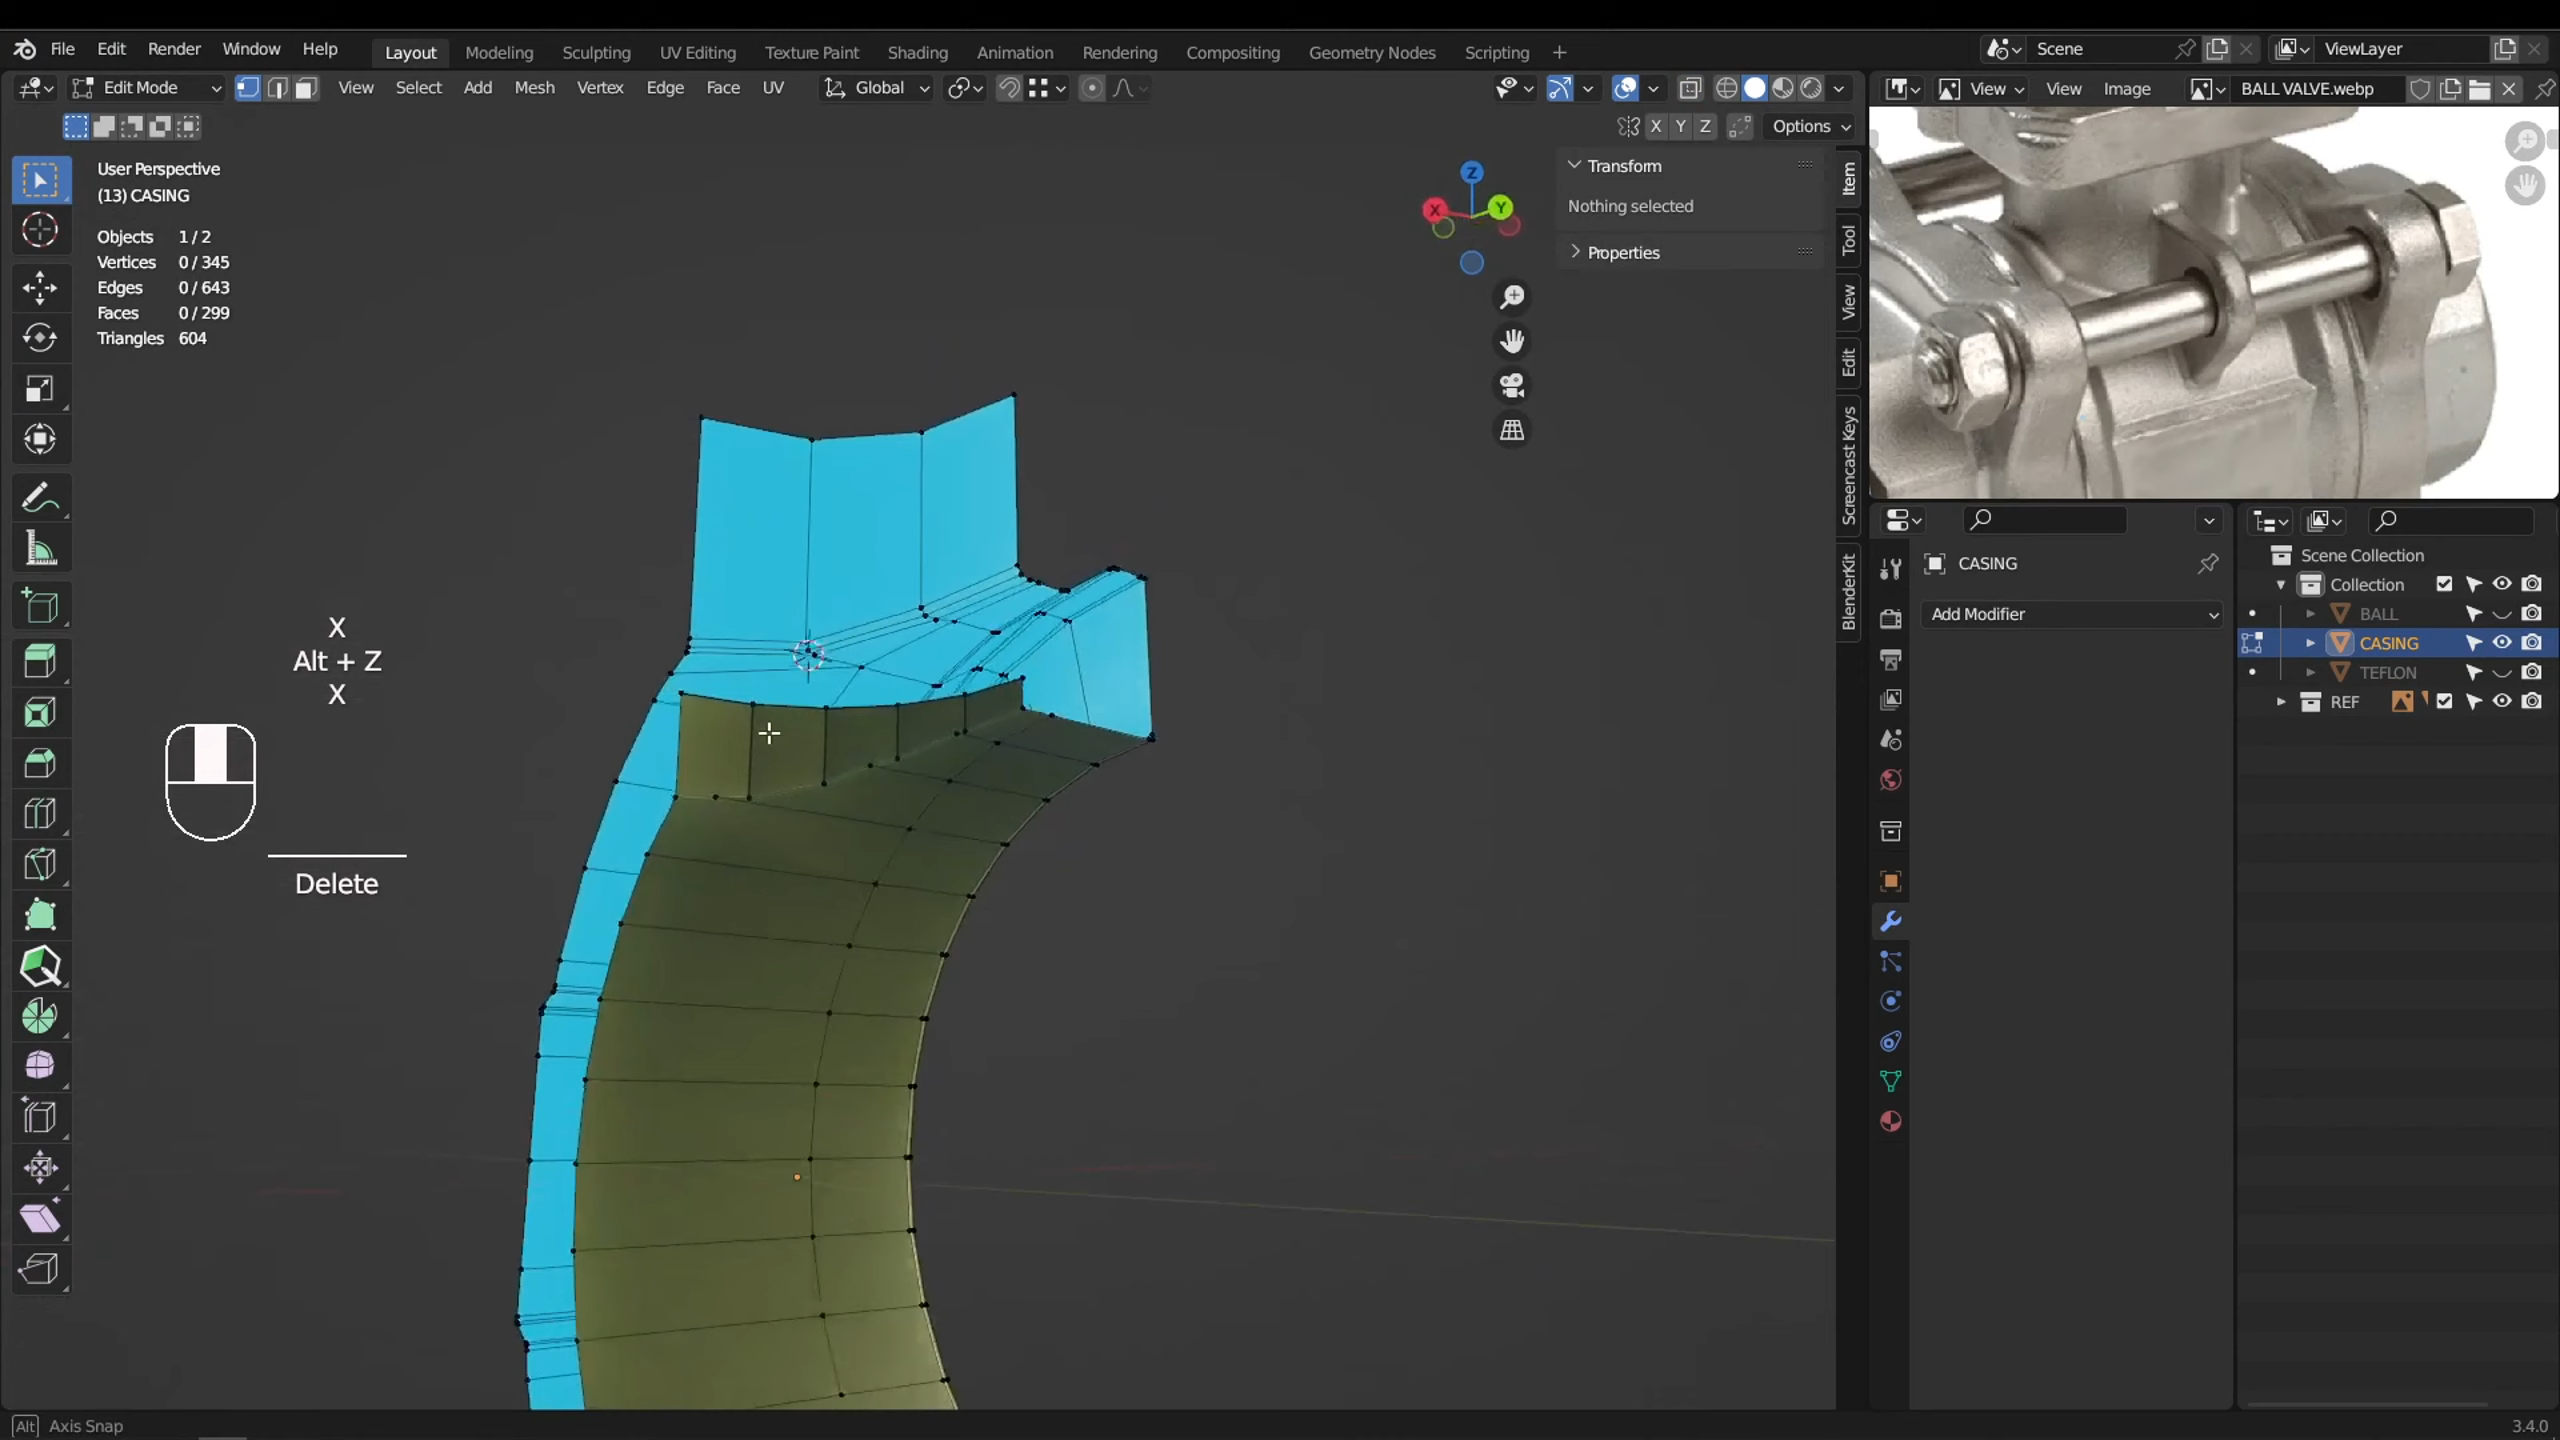 File Edit Render Window Help Layout Modeling Sculpting UV Editing Texture Paint Shading Animation Rendering Compositing Geometry Nodes Scripting + Scene ViewLayer
Edit Mode View Select Add Mesh Vertex Edge Face UV Global View View Image BALL VALVE.webp
X Y Z Options
User Perspective
(13) CASING
Objects 1 / 2
Vertices 0 / 345
Edges 0 / 643
Faces 0 / 299
Triangles 604
Z
X
Y
Transform
Nothing selected
Properties
Item
Tool
View
Edit
Screencast Keys
BlenderKit
X
Alt + Z
X
Delete
CASING
Add Modifier
Scene Collection
Collection
BALL
CASING
TEFLON
REF
Alt Axis Snap
3.4.0